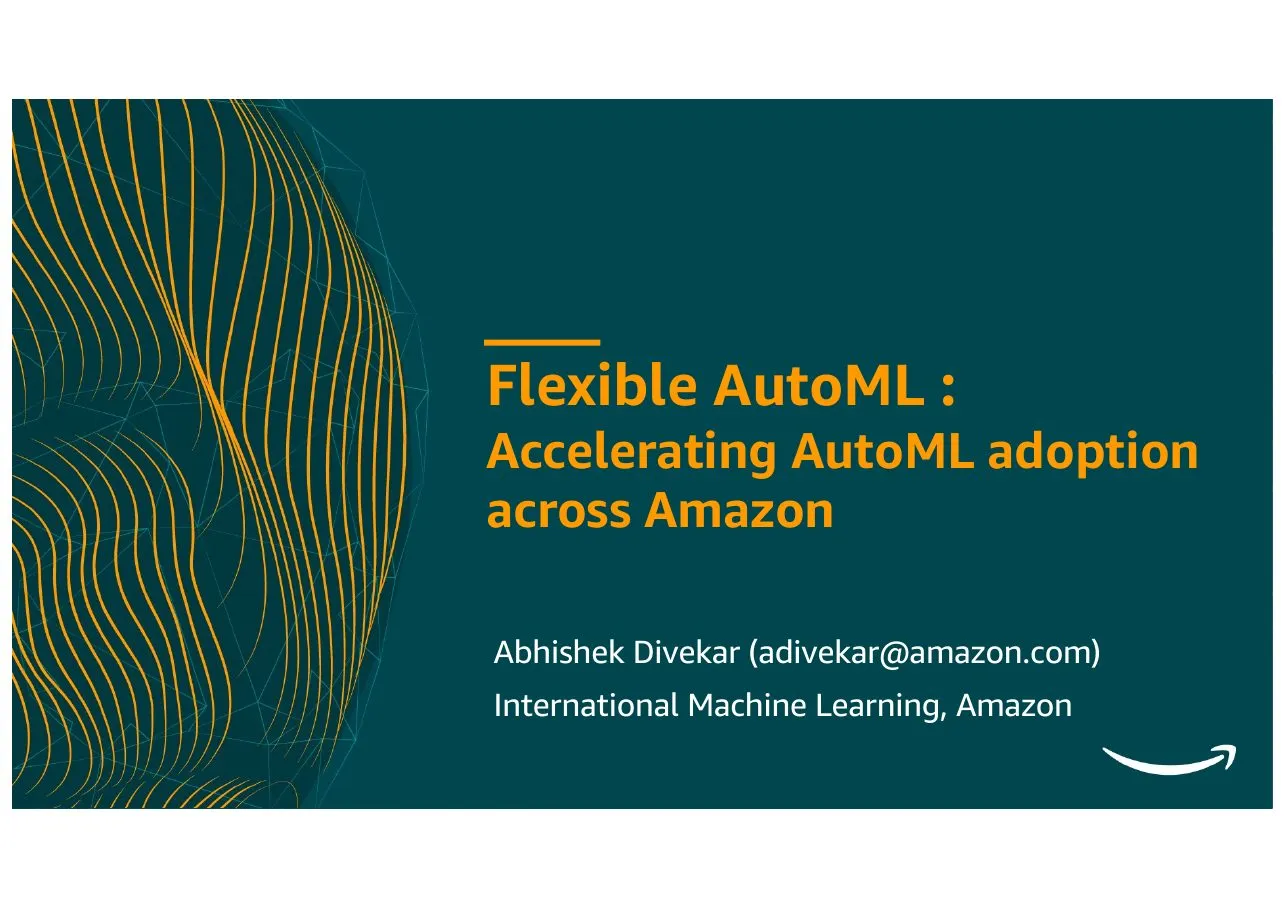 Flexible AutoML :
Accelerating AutoML adoption
across Amazon
Abhishek Divekar (adivekar@amazon.com)
International Machine Learning, Amazon